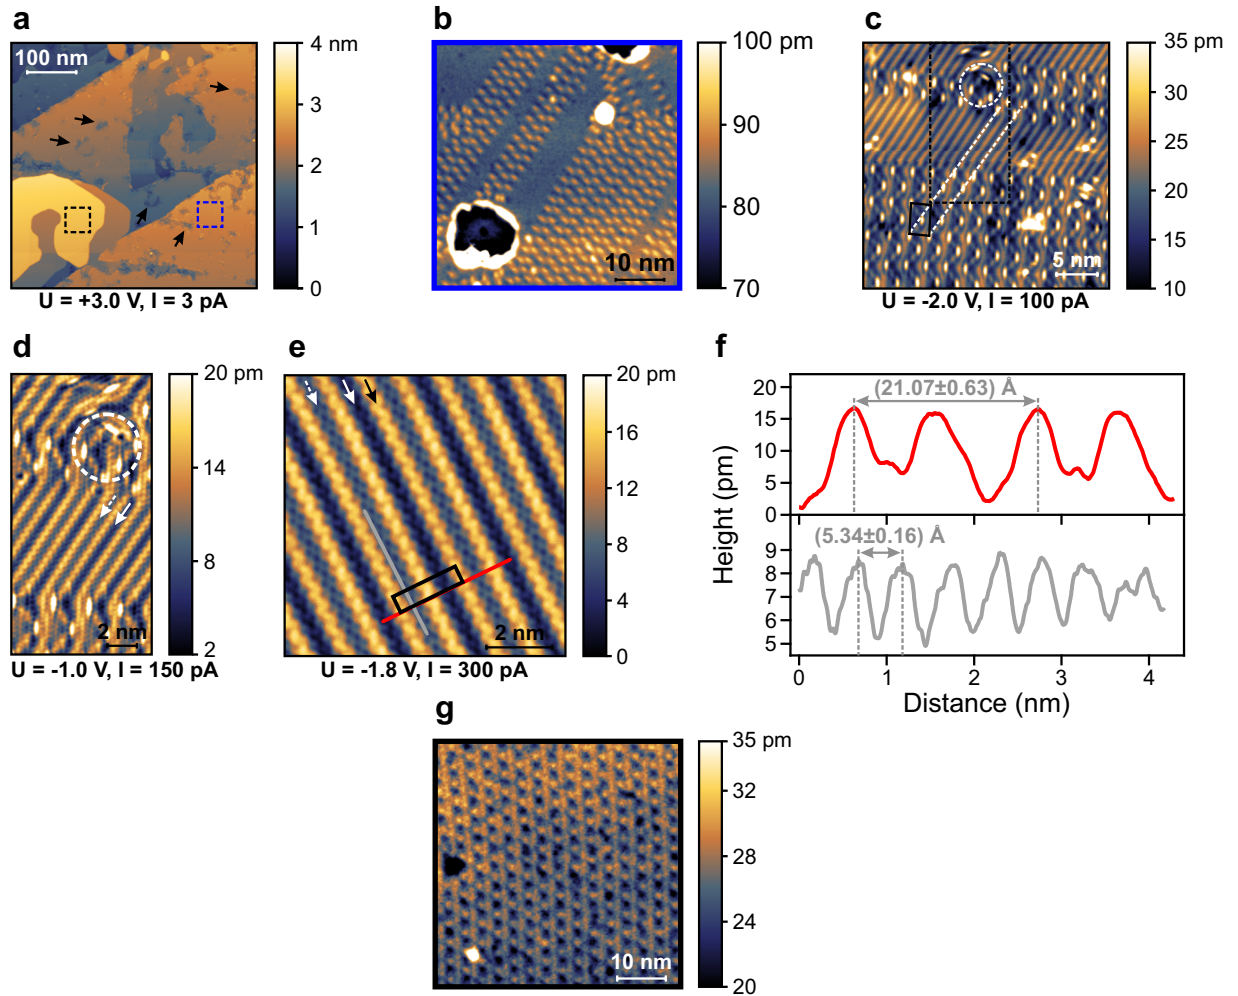 a
100 nm
4 nm
3
2
1
0
U = +3.0 V, I = 3 pA
b
10 nm
100 pm
90
80
70
c
5 nm
35 pm
30
25
20
15
10
U = -2.0 V, I = 100 pA
d
2 nm
20 pm
14
8
2
U = -1.0 V, I = 150 pA
e
2 nm
20 pm
16
12
8
4
0
U = -1.8 V, I = 300 pA
f
(21.07±0.63) Å
20
15
10
5
0
(5.34±0.16) Å
9
8
7
6
5
Height (pm)
0 1 2 3 4
Distance (nm)
g
10 nm
35 pm
32
28
24
20